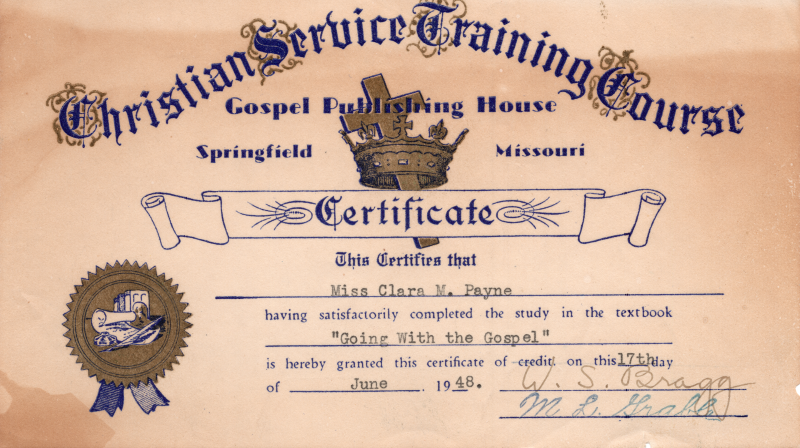 Christian Service Training Course
Gospel Publishing House
Springfield Missouri
Certificate
This Certifies that
Miss Clara M. Payne
having satisfactorily completed the study in the textbook
"Going With the Gospel"
is hereby granted this certificate of credit, on this 17th day
of June , 1948.
W. S. Bragg
M. L. Grable